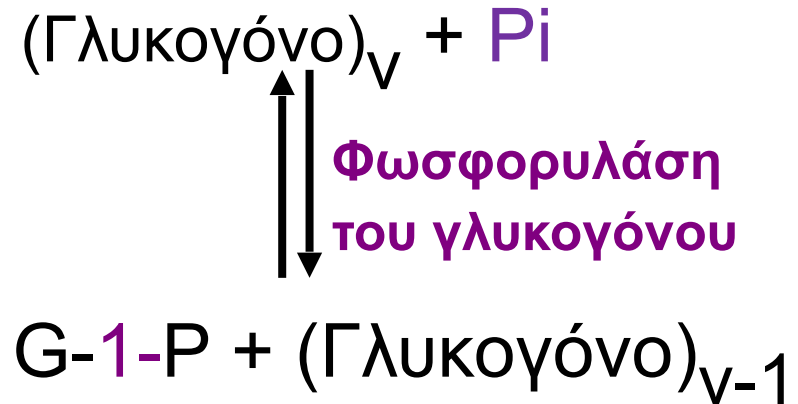 (Γλυκογόνο)ν + Pi
Φωσφορυλάση
του γλυκογόνου
G-1-P + (Γλυκογόνο)ν-1